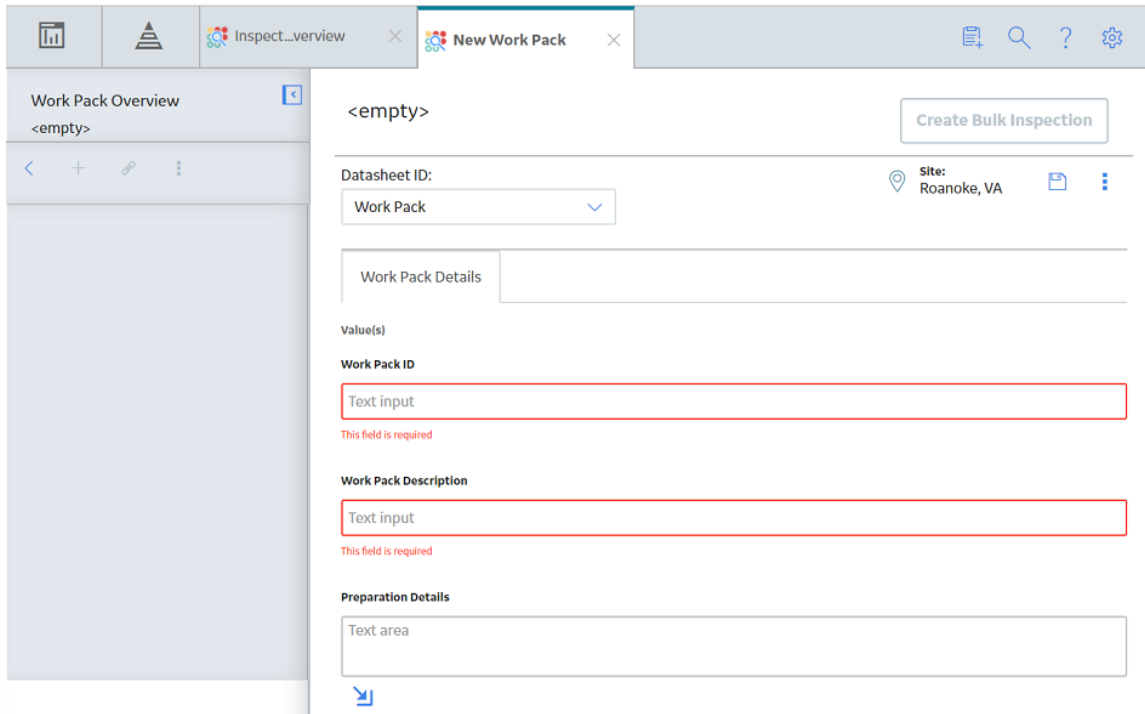 Inspect...verview
New Work Pack
Work Pack Overview
<empty>
<empty>
Create Bulk Inspection
Datasheet ID:
Work Pack
Site:
Roanoke, VA
Work Pack Details
Value(s)
Work Pack ID
Text input
This field is required
Work Pack Description
Text input
This field is required
Preparation Details
Text area